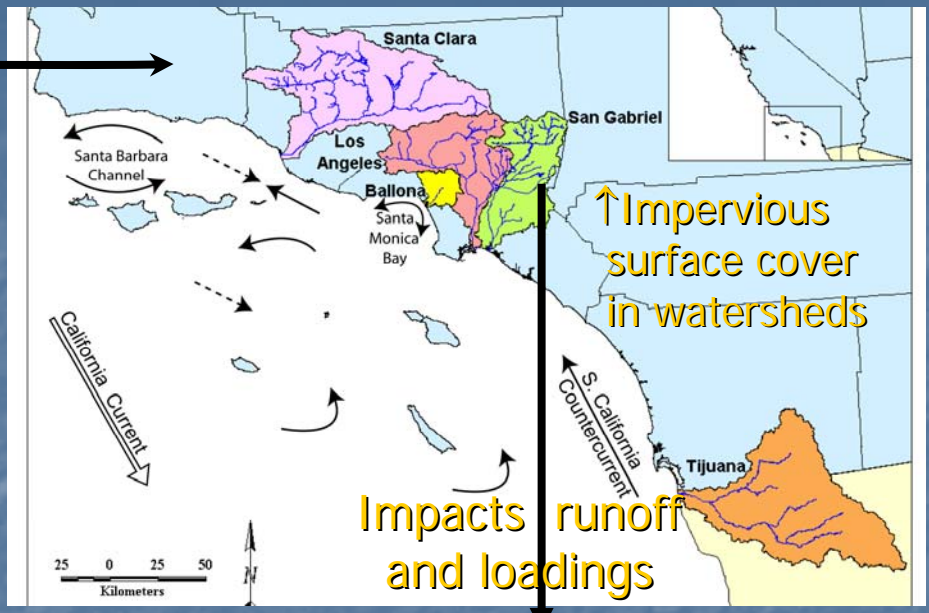 Santa Clara
San Gabriel
Los
Angeles
Ballona
Santa Barbara
Channel
Santa
Monica
Bay
↑Impervious
surface cover
in watersheds
California Current
S. California
Countercurrent
Tijuana
Impacts runoff
and loadings
25 0 25 50
Kilometers
N